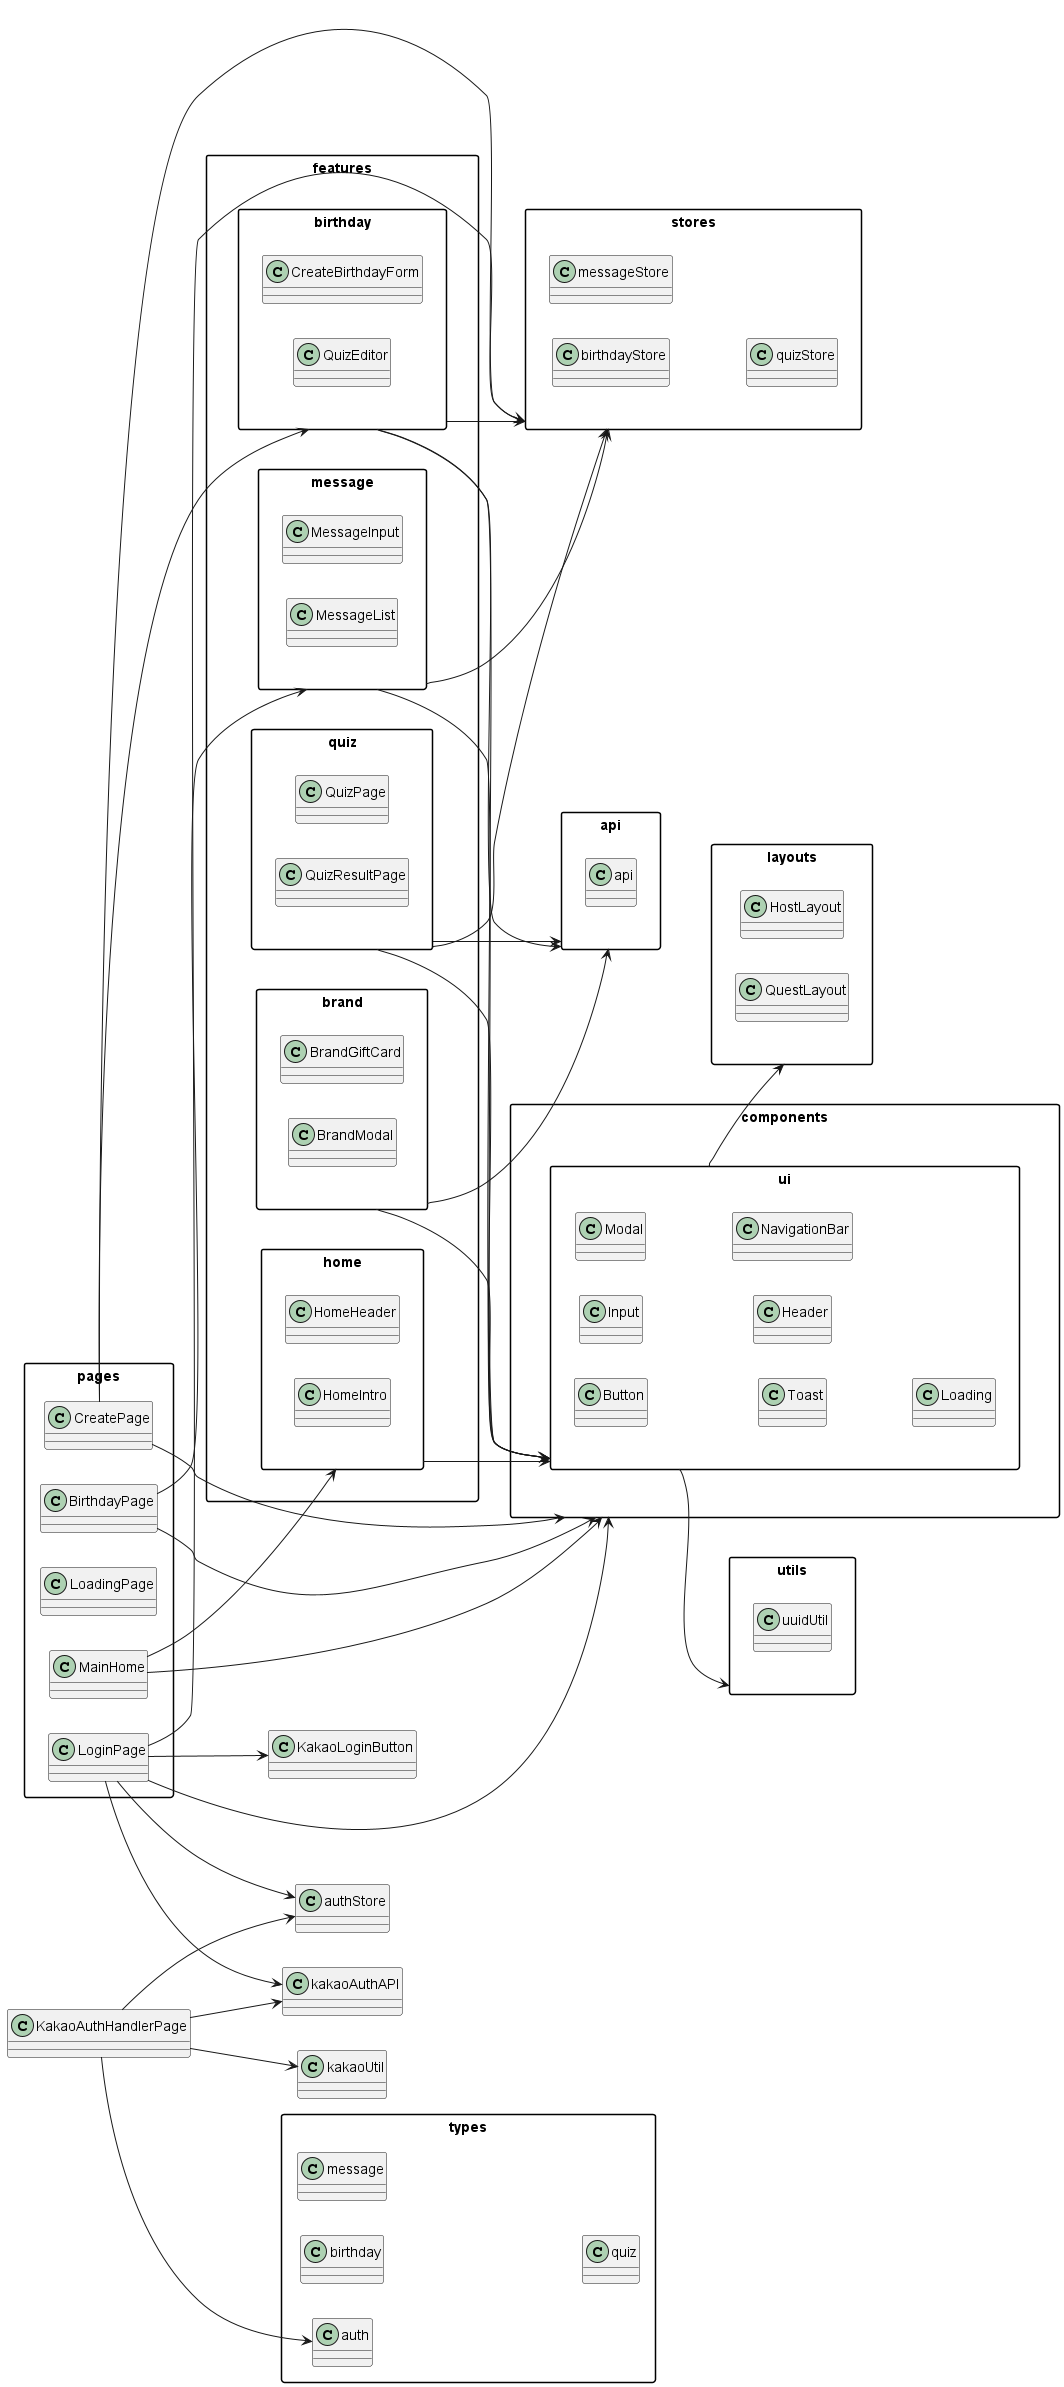 features
birthday
C CreateBirthdayForm
C QuizEditor
stores
C messageStore
C birthdayStore
C quizStore
message
C MessageInput
C MessageList
quiz
C QuizPage
C QuizResultPage
api
C api
layouts
C HostLayout
C QuestLayout
brand
C BrandGiftCard
C BrandModal
components
ui
C Modal
C NavigationBar
C Input
C Header
C Button
C Toast
C Loading
home
C HomeHeader
C HomeIntro
pages
C CreatePage
C BirthdayPage
C LoadingPage
C MainHome
C LoginPage
utils
C uuidUtil
C KakaoLoginButton
C authStore
C kakaoAuthAPI
C KakaoAuthHandlerPage
C kakaoUtil
types
C message
C birthday
C quiz
C auth